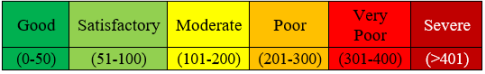 Good Satisfactory Moderate Poor Very Poor Severe
(0-50) (51-100) (101-200) (201-300) (301-400) (>401)